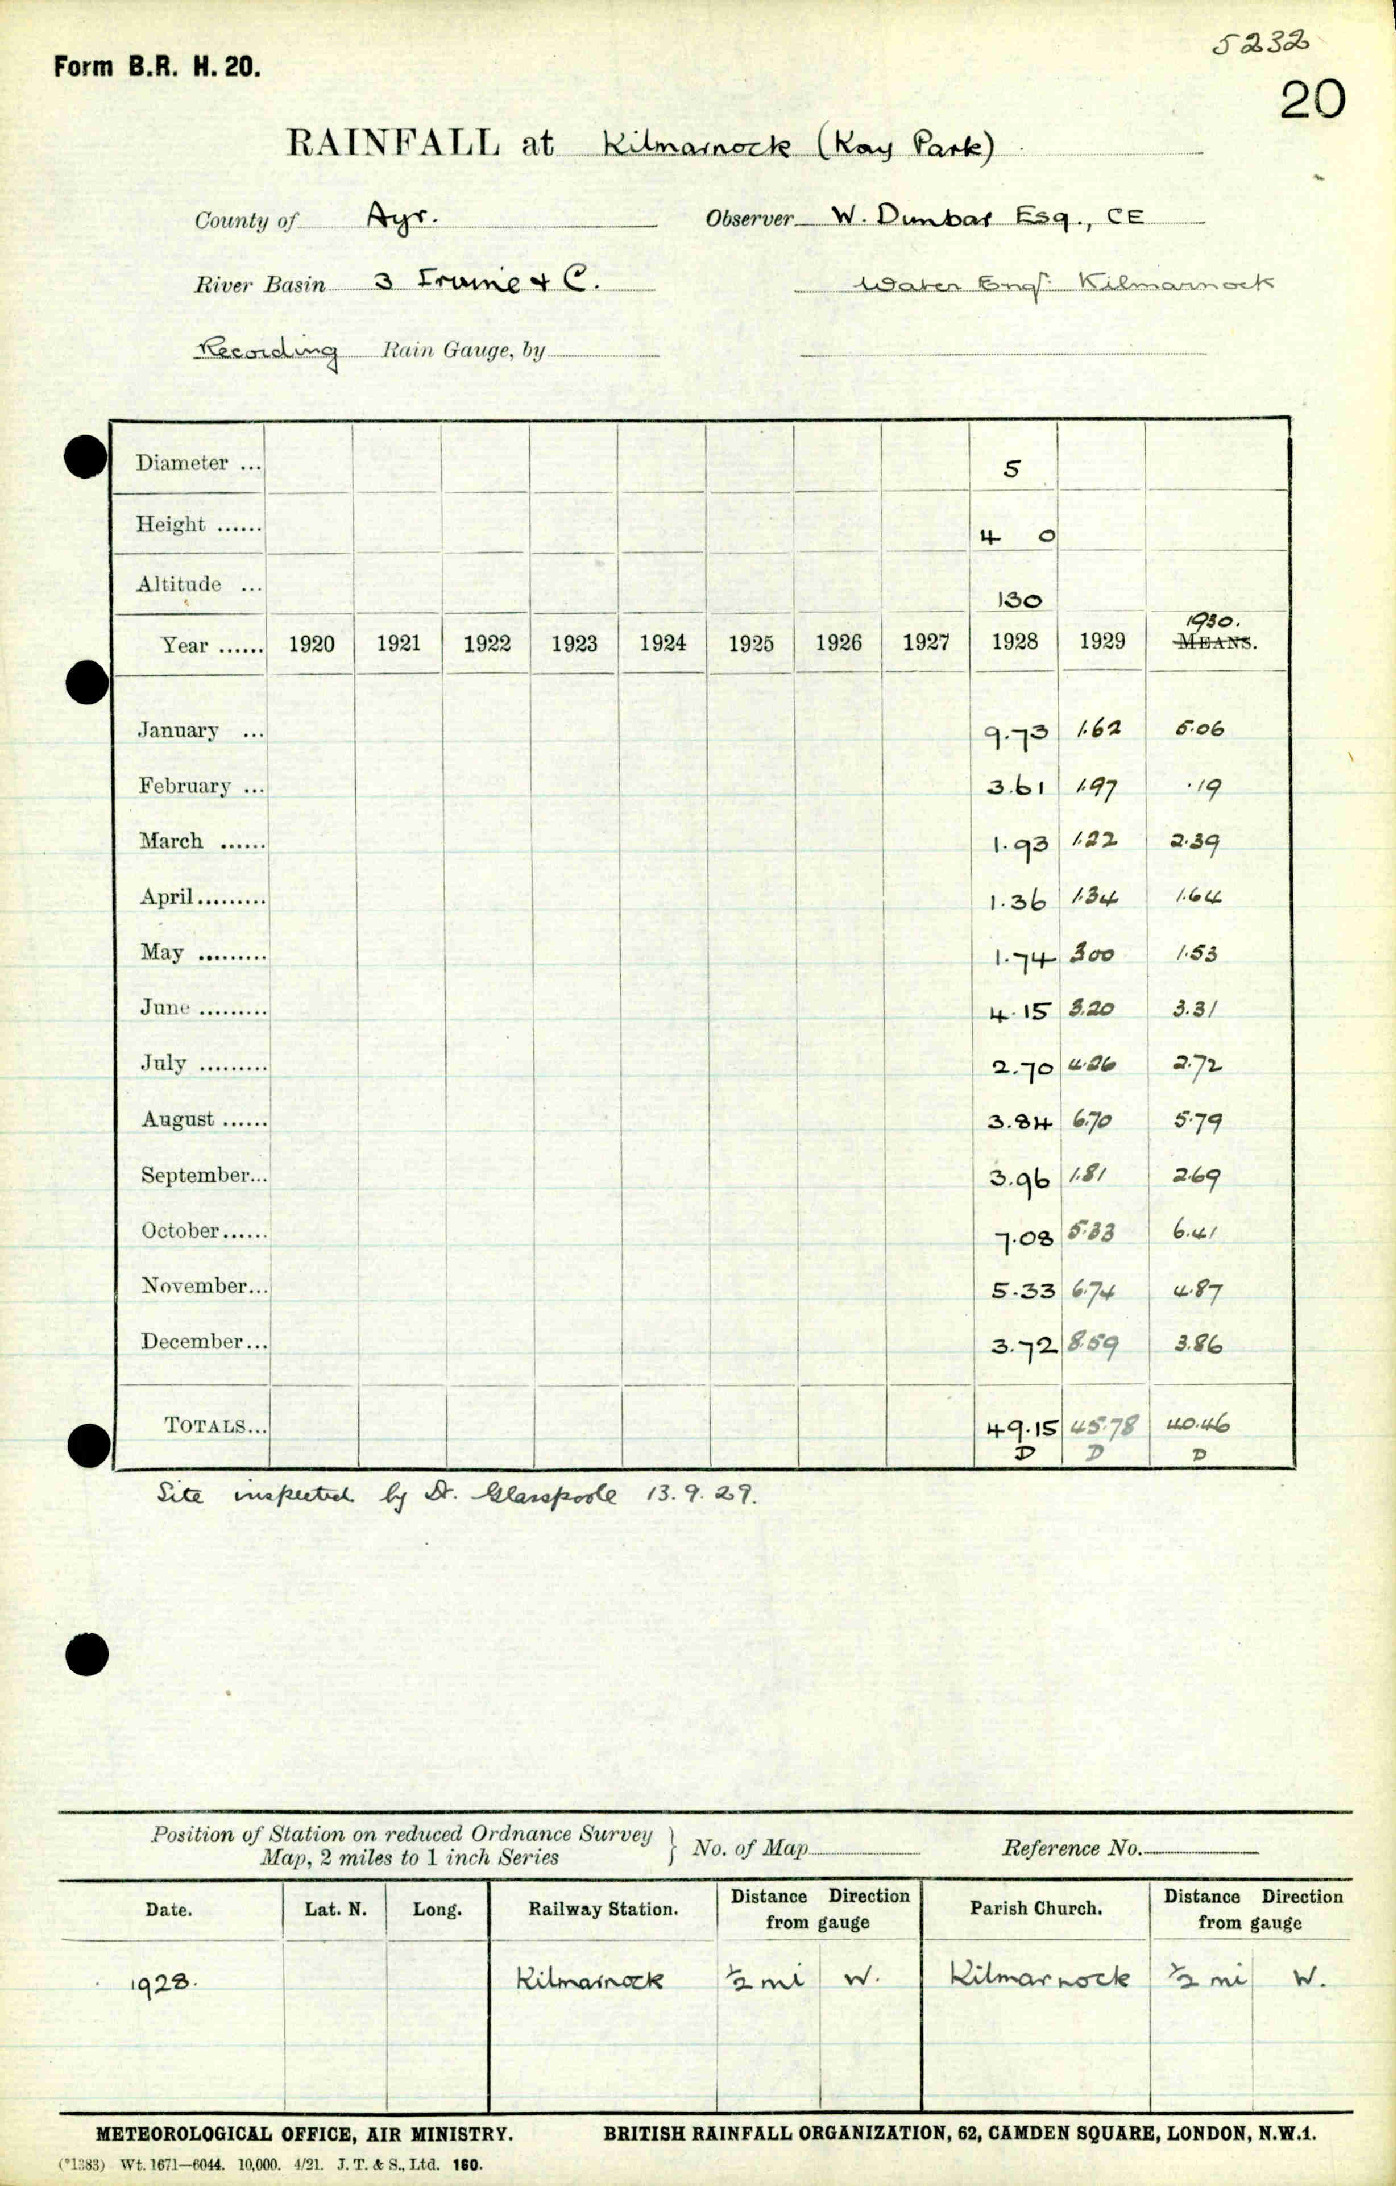 5232
Form B.R. H. 20.
20
RAINFALL at Kilmarnock (Kay Park)
County of Ayr. Observer W. Dunbar Esq., CE
River Basin 3 Irvine + C. Water Engr. Kilmarnock
Recording Rain Gauge, by
Diameter ... 5
Height ...... 4 0
Altitude ... 130
1930.
Year ...... 1920 1921 1922 1923 1924 1925 1926 1927 1928 1929 MEANS.
January ... 9.73 1.62 5.06
February ... 3.61 1.97 .19
March ...... 1.93 1.22 2.39
April......... 1.36 1.34 1.64
May ......... 1.74 3.00 1.53
June ......... 4.15 3.20 3.31
July ......... 2.70 4.26 2.72
August ...... 3.84 6.70 5.79
September... 3.96 1.81 2.69
October...... 7.08 5.33 6.41
November... 5.33 6.74 4.87
December... 3.72 8.59 3.86
TOTALS... 49.15 45.78 40.46
D D D
Site inspected by Dr. Glasspoole 13.9.29.
Position of Station on reduced Ordnance Survey
Map, 2 miles to 1 inch Series } No. of Map Reference No.
Date. Lat. N. Long. Railway Station. Distance Direction from gauge Parish Church. Distance Direction from gauge
1928. Kilmarnock ½ mi W. Kilmarnock ½ mi W.
METEOROLOGICAL OFFICE, AIR MINISTRY. BRITISH RAINFALL ORGANIZATION, 62, CAMDEN SQUARE, LONDON, N.W.1.
(*1383) Wt. 1671—6044. 10,000. 4/21. J. T. & S., Ltd. 160.